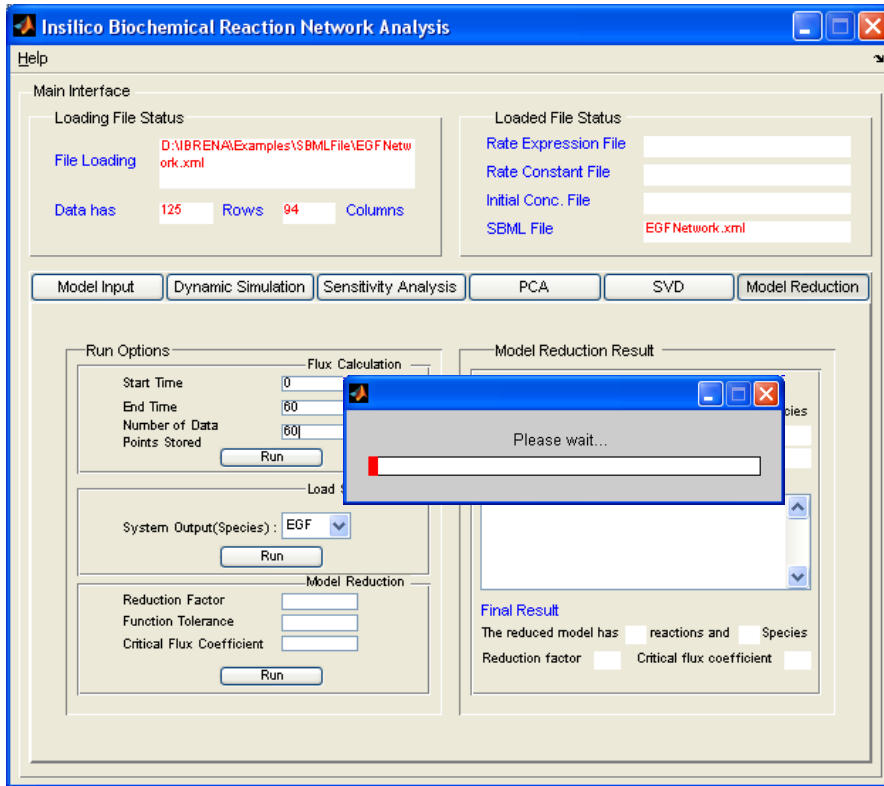 Insilico Biochemical Reaction Network Analysis
Help
Main Interface
Loading File Status
File Loading
D:\IBRENA\Examples\SBMLFile\EGFNetw
ork.xml
Data has 125 Rows 94 Columns
Loaded File Status
Rate Expression File
Rate Constant File
Initial Conc. File
SBML File EGFNetwork.xml
Model Input Dynamic Simulation Sensitivity Analysis PCA SVD Model Reduction
Run Options
Flux Calculation
Start Time 0
End Time 60
Number of Data
Points Stored 60
Run
Load
System Output(Species) : EGF
Run
Model Reduction
Reduction Factor
Function Tolerance
Critical Flux Coefficient
Run
Model Reduction Result
Please wait...
Final Result
The reduced model has reactions and Species
Reduction factor Critical flux coefficient